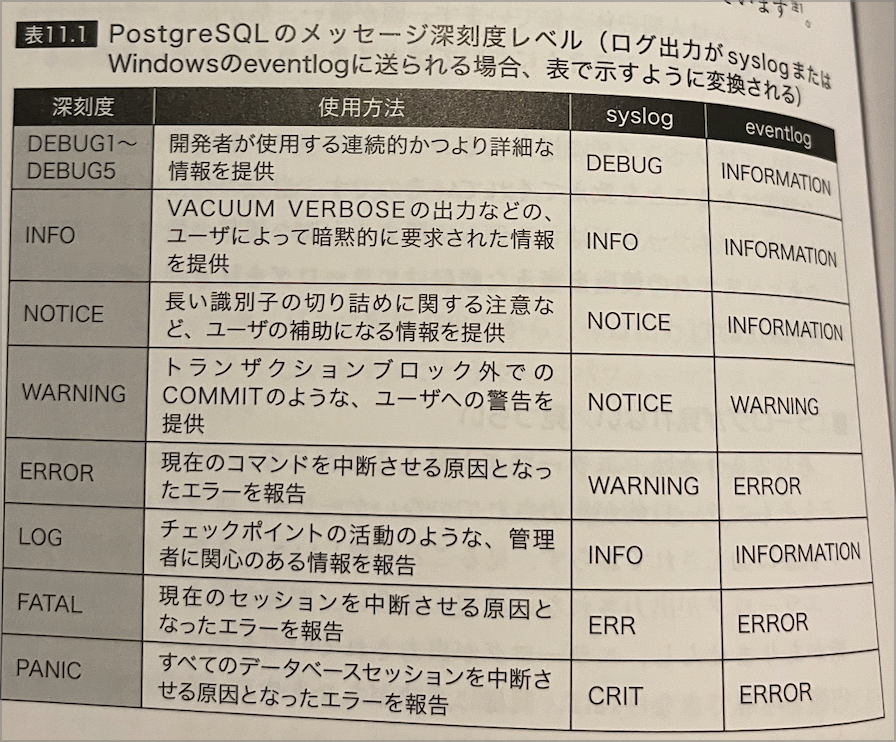 ています
表11.1 PostgreSQLのメッセージ深刻度レベル（ログ出力がsyslogまたは
Windowsのeventlogに送られる場合、表で示すように変換される）
深刻度 使用方法 syslog eventlog
DEBUG1～
DEBUG5
開発者が使用する連続的かつより詳細な
情報を提供
DEBUG
INFORMATION
INFO
VACUUM VERBOSEの出力などの、
ユーザによって暗黙的に要求された情報
を提供
INFO
INFORMATION
NOTICE
長い識別子の切り詰めに関する注意な
ど、ユーザの補助になる情報を提供
NOTICE
INFORMATION
WARNING
トランザクションブロック外での
COMMITのような、ユーザへの警告を
提供
NOTICE
WARNING
ERROR
現在のコマンドを中断させる原因となっ
たエラーを報告
WARNING
ERROR
LOG
チェックポイントの活動のような、管理
者に関心のある情報を報告
INFO
INFORMATION
FATAL
現在のセッションを中断させる原因と
なったエラーを報告
ERR
ERROR
PANIC
すべてのデータベースセッションを中断さ
せる原因となったエラーを報告
CRIT
ERROR